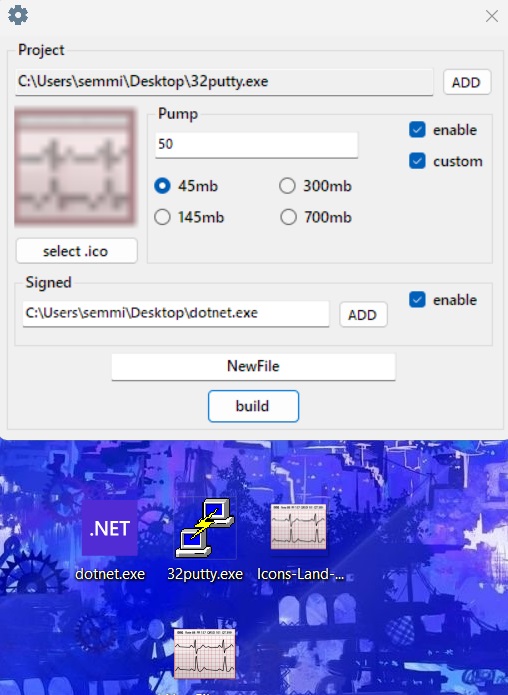 Project
C:\Users\semmi\Desktop\32putty.exe
ADD
Pump
50
enable
custom
45mb
300mb
145mb
700mb
select .ico
Signed
C:\Users\semmi\Desktop\dotnet.exe
ADD
enable
NewFile
build
.NET
dotnet.exe
32putty.exe
Icons-Land-...